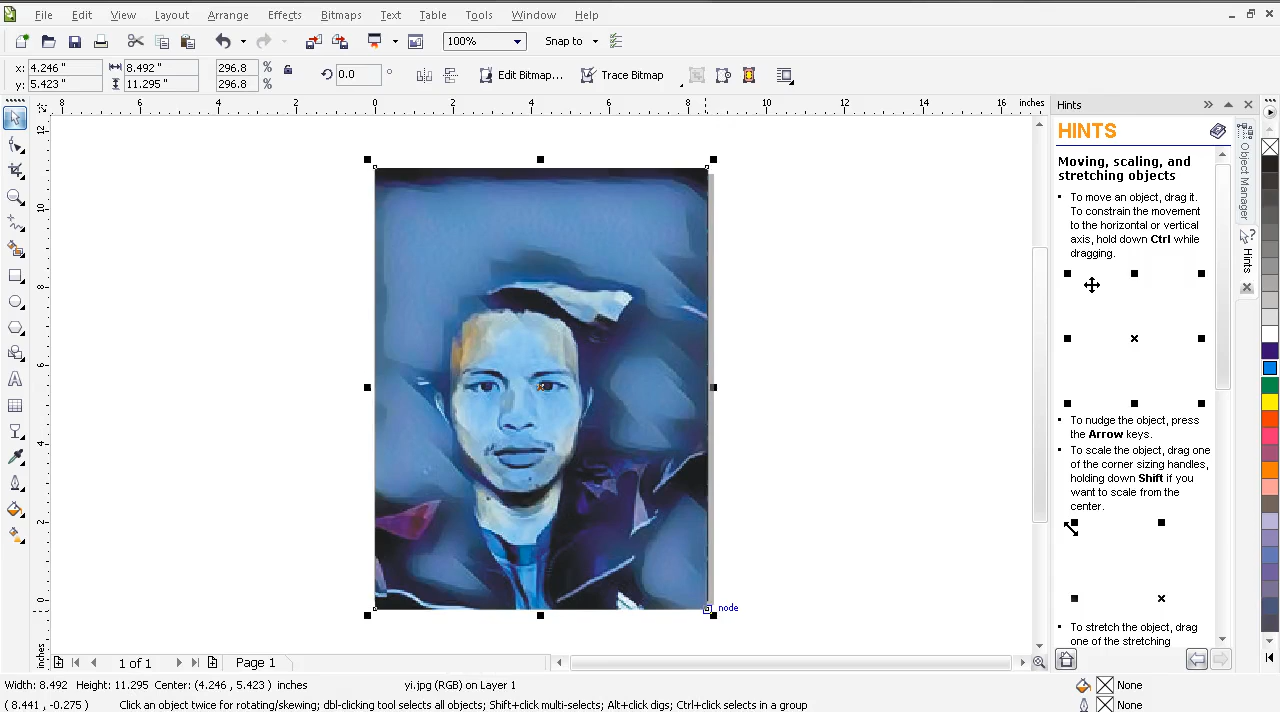 File Edit View Layout Arrange Effects Bitmaps Text Table Tools Window Help
100% Snap to
x: 4.246 " 8.492 " 296.8 % 0.0 ° Edit Bitmap... Trace Bitmap
y: 5.423 " 11.295 " 296.8 %
8 6 4 2 0 2 4 6 8 10 12 14 16 inches
12
10
8
6
4
2
0
inches
node
Hints
HINTS
Moving, scaling, and
stretching objects
To move an object, drag it.
To constrain the movement
to the horizontal or vertical
axis, hold down Ctrl while
dragging.
To nudge the object, press
the Arrow keys.
To scale the object, drag one
of the corner sizing handles,
holding down Shift if you
want to scale from the
center.
To stretch the object, drag
one of the stretching
Object Manager
Hints
1 of 1 Page 1
Width: 8.492 Height: 11.295 Center: (4.246 , 5.423 ) inches yi.jpg (RGB) on Layer 1 None
( 8.441 , -0.275 ) Click an object twice for rotating/skewing; dbl-clicking tool selects all objects; Shift+click multi-selects; Alt+click digs; Ctrl+click selects in a group None